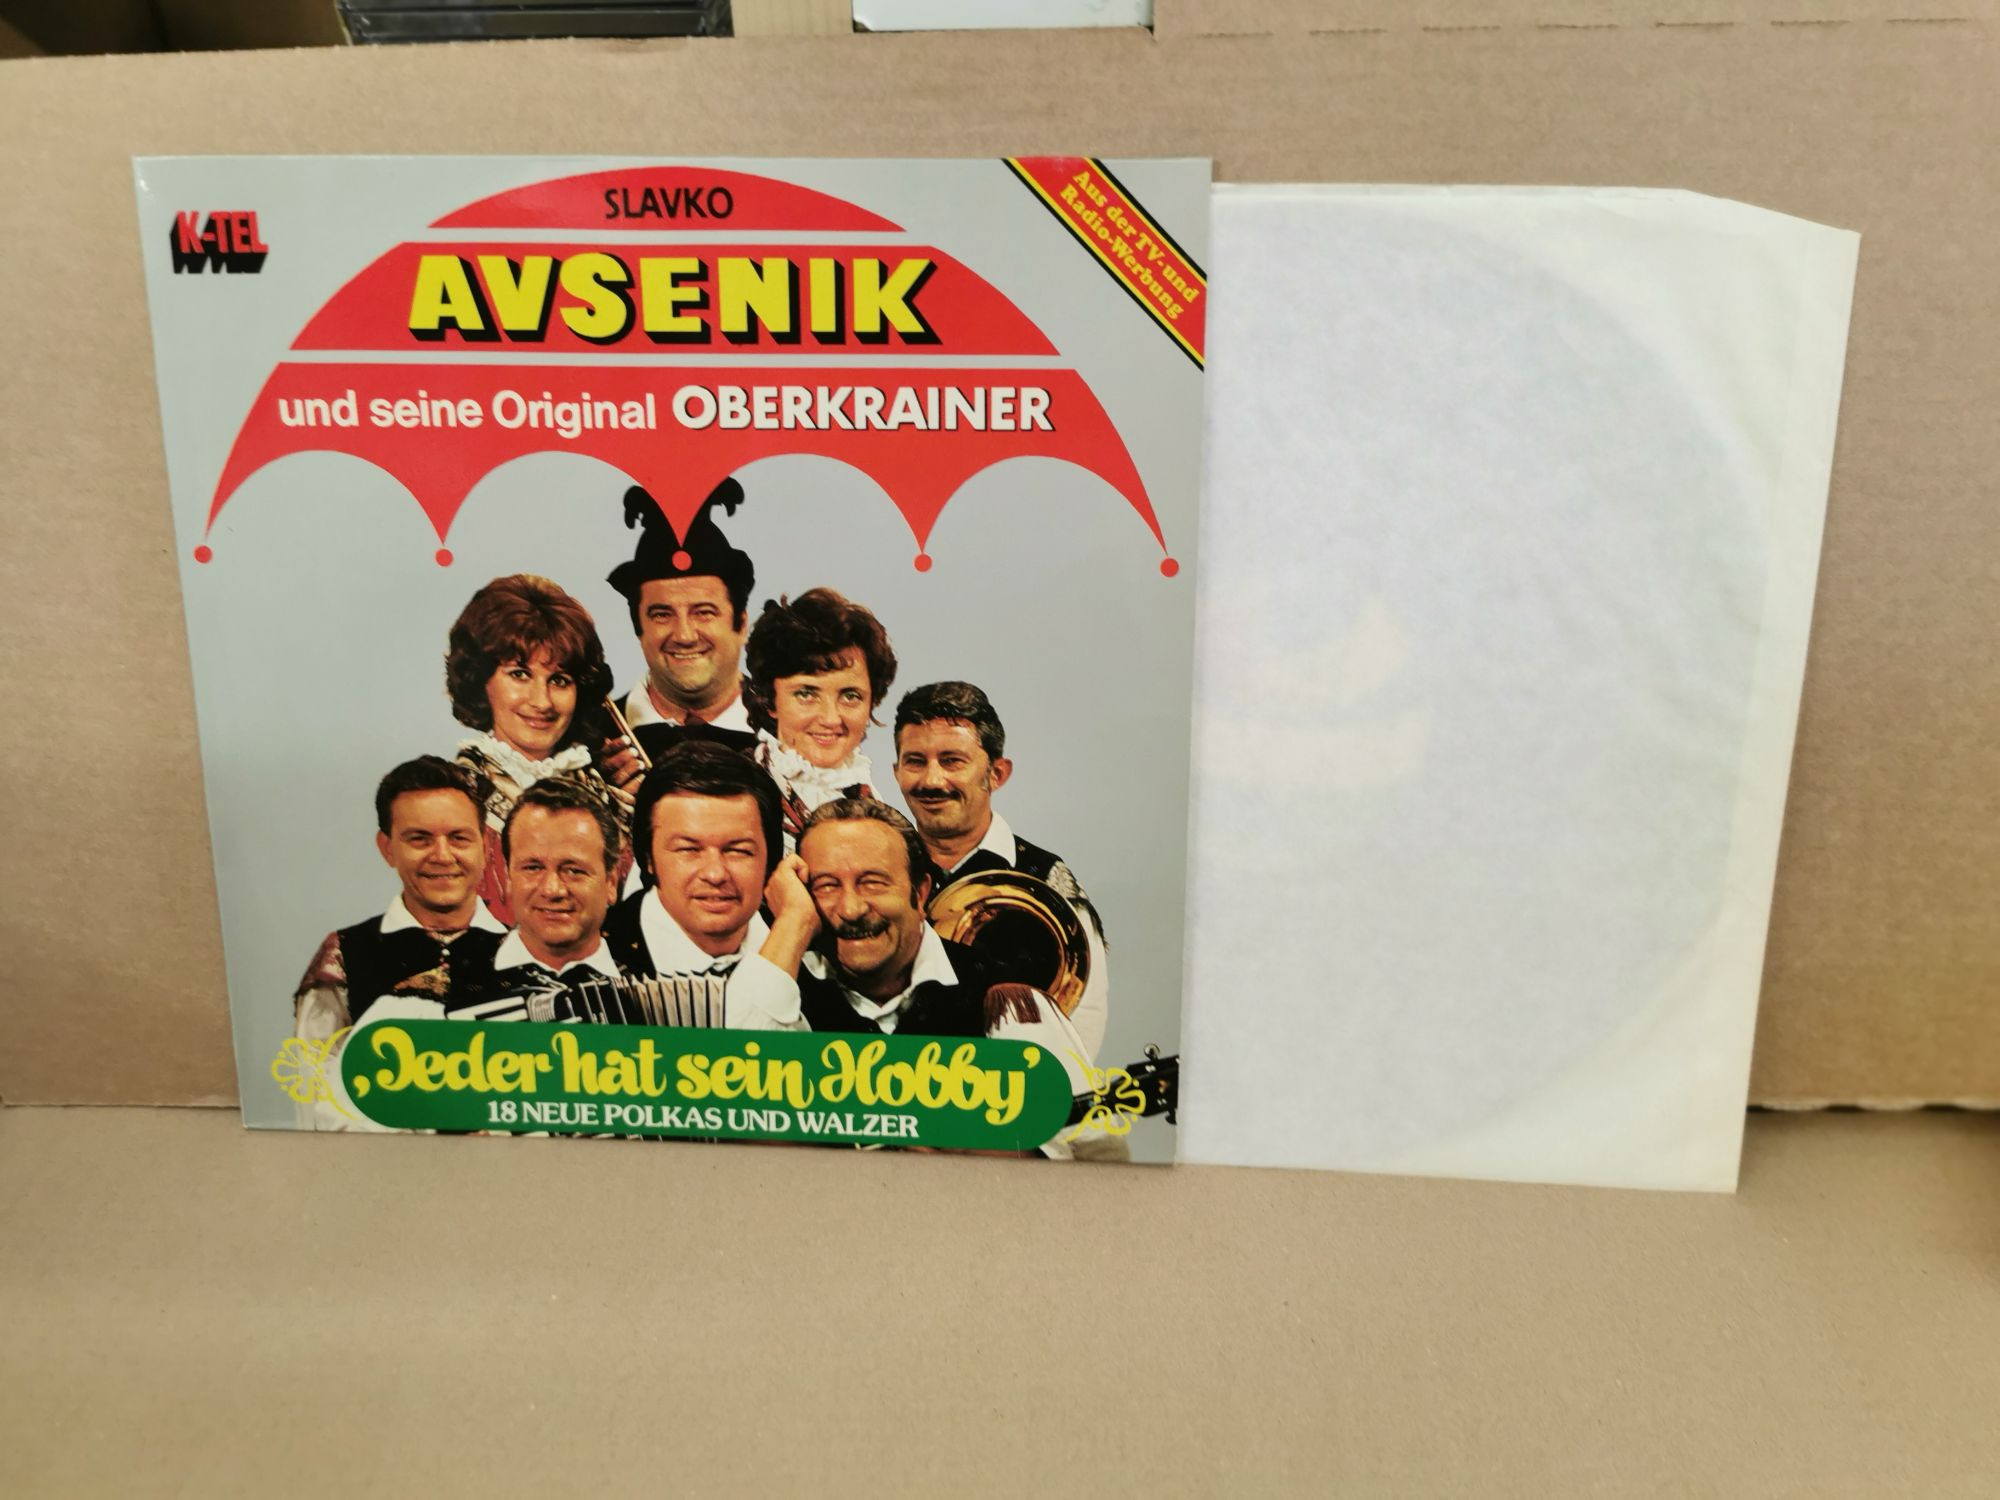 K-TEL
SLAVKO
AVSENIK
und seine Original OBERKRAINER
Aus der TV- und
Radio-Werbung
‚Jeder hat sein Hobby’
18 NEUE POLKAS UND WALZER